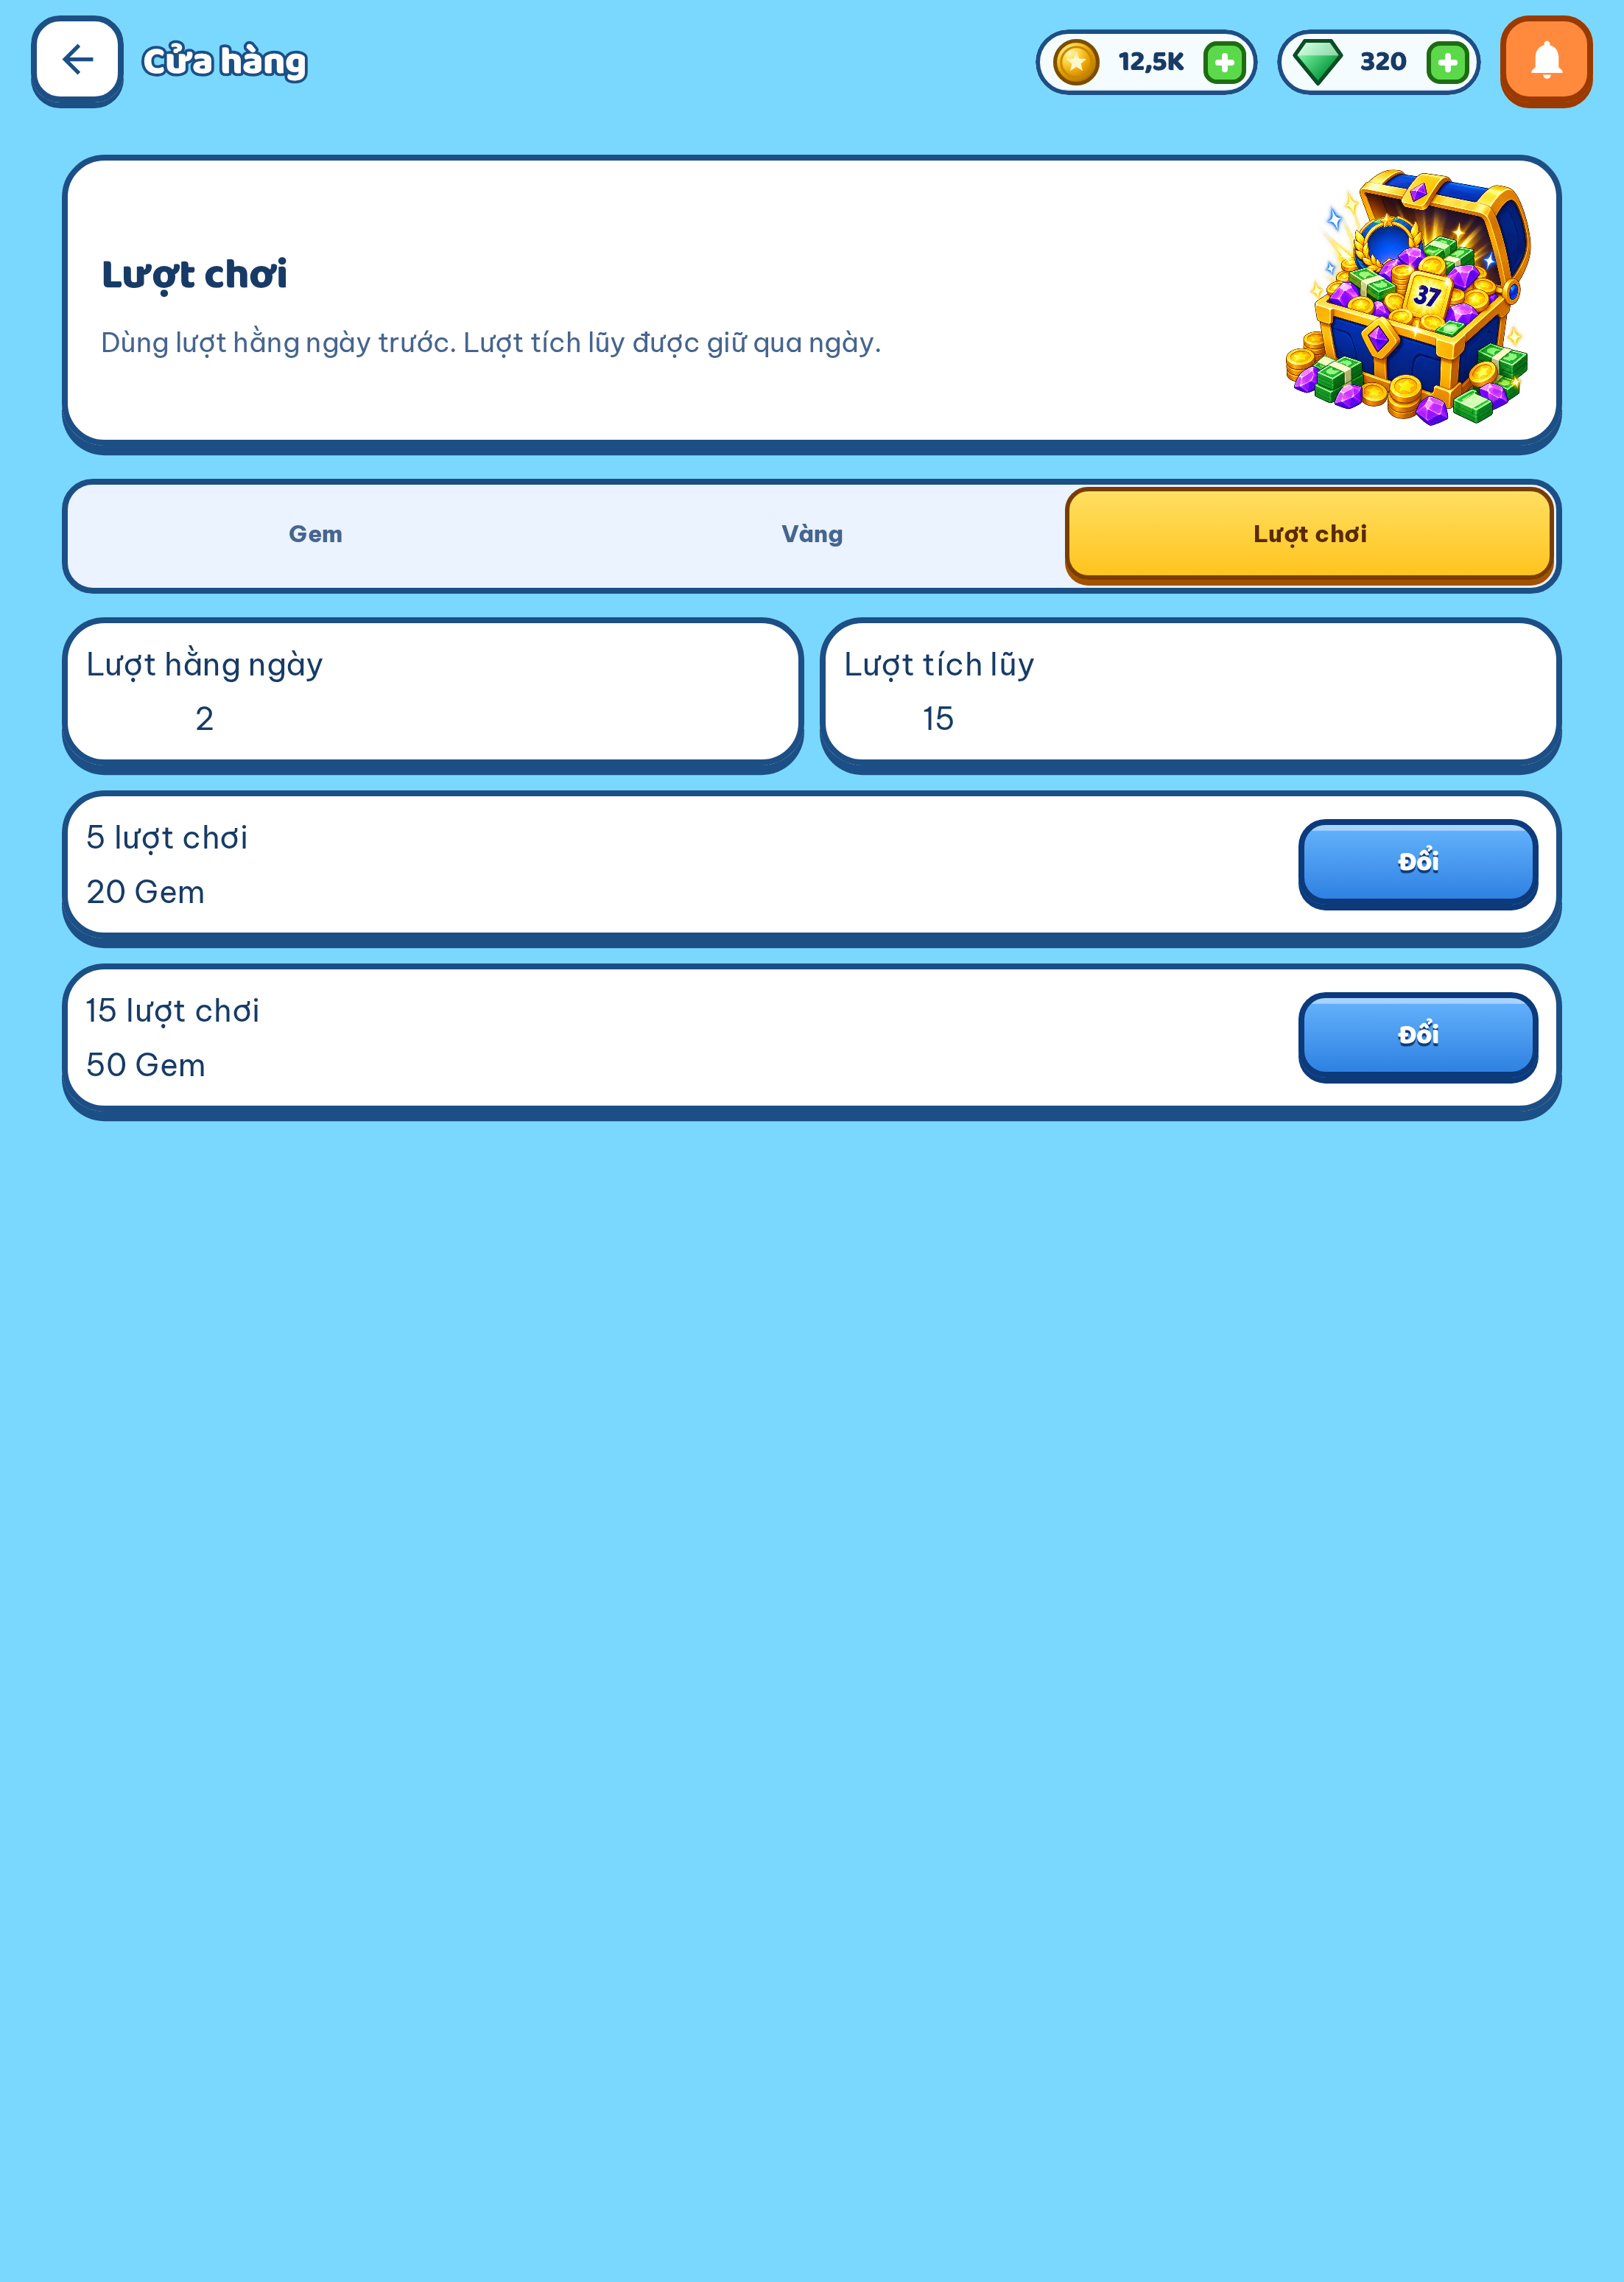 Cửa hàng
12,5K
320
Lượt chơi
Dùng lượt hằng ngày trước. Lượt tích lũy được giữ qua ngày.
37
Gem
Vàng
Lượt chơi
Lượt hằng ngày
2
Lượt tích lũy
15
5 lượt chơi
20 Gem
Đổi
15 lượt chơi
50 Gem
Đổi